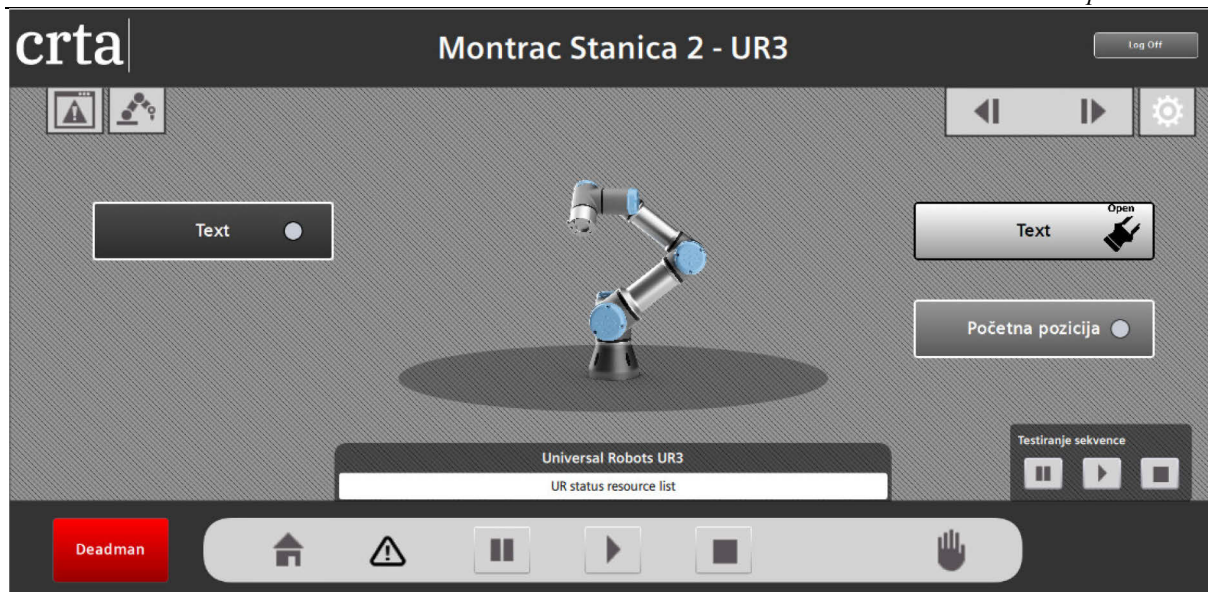 crta
Montrac Stanica 2 - UR3
Log Off
Text
Open
Text
Početna pozicija
Testiranje sekvence
Universal Robots UR3
UR status resource list
Deadman